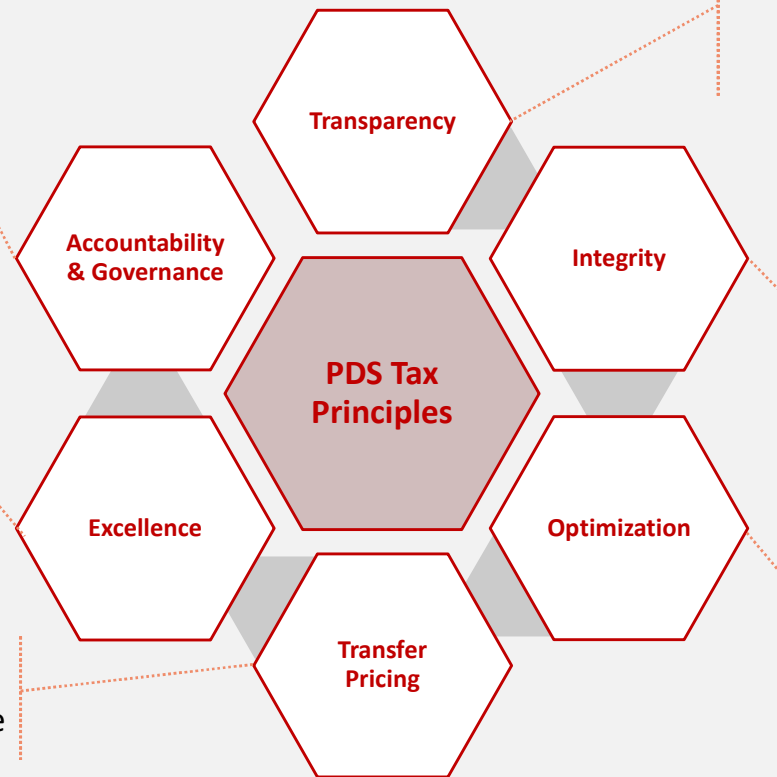 Transparency
Accountability
& Governance
Integrity
PDS Tax
Principles
Excellence
Optimization
Transfer
Pricing